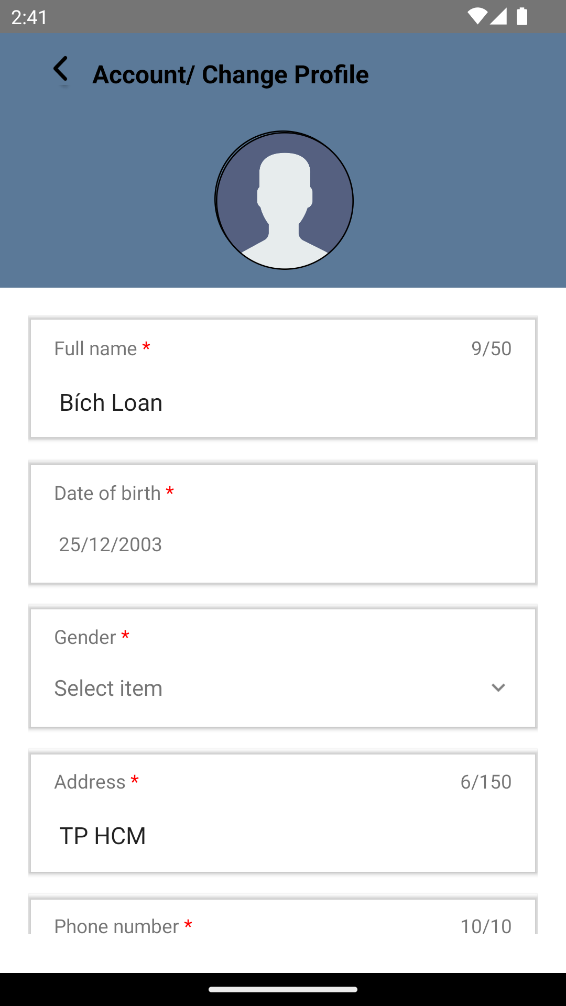 2:41
Account/ Change Profile
Full name * 9/50
Bích Loan
Date of birth *
25/12/2003
Gender *
Select item
Address * 6/150
TP HCM
Phone number * 10/10